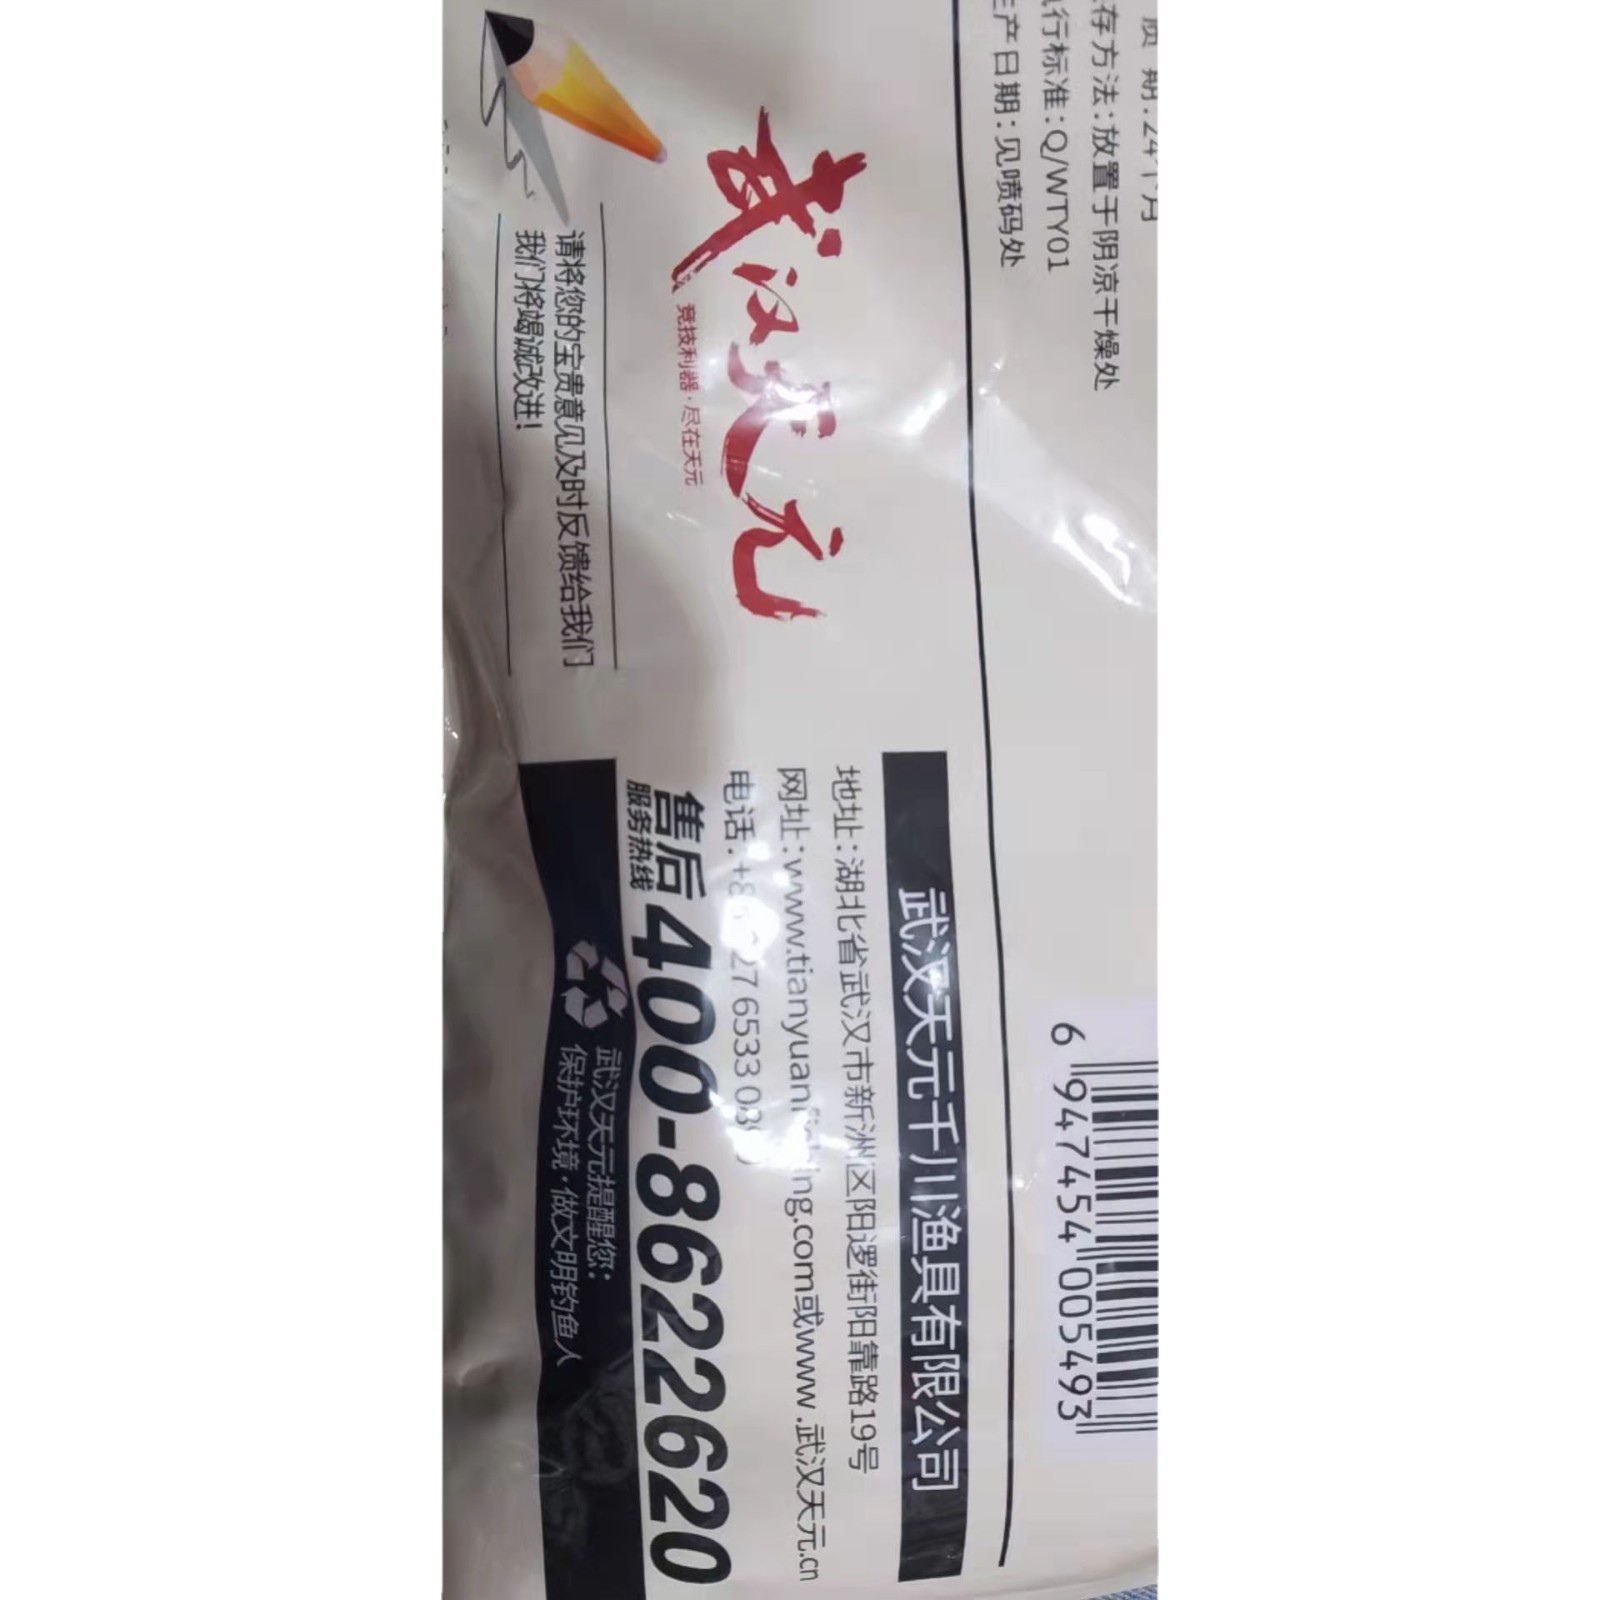 存方法:放置于阴凉干燥处
行标准:Q/WTY01
产日期:见喷码处
6 947454 005493
武汉天元
竞技利器·尽在天元
请将您的宝贵意见及时反馈给我们
我们将竭诚改进!
武汉天元千川渔具有限公司
地址:湖北省武汉市新洲区阳逻街阳靠路19号
网址:www.tianyuanfishing.com或www.武汉天元.cn
电话:+86 27 6533
售后 400-8622620
服务热线
武汉天元提醒您:
保护环境·做文明钓鱼人